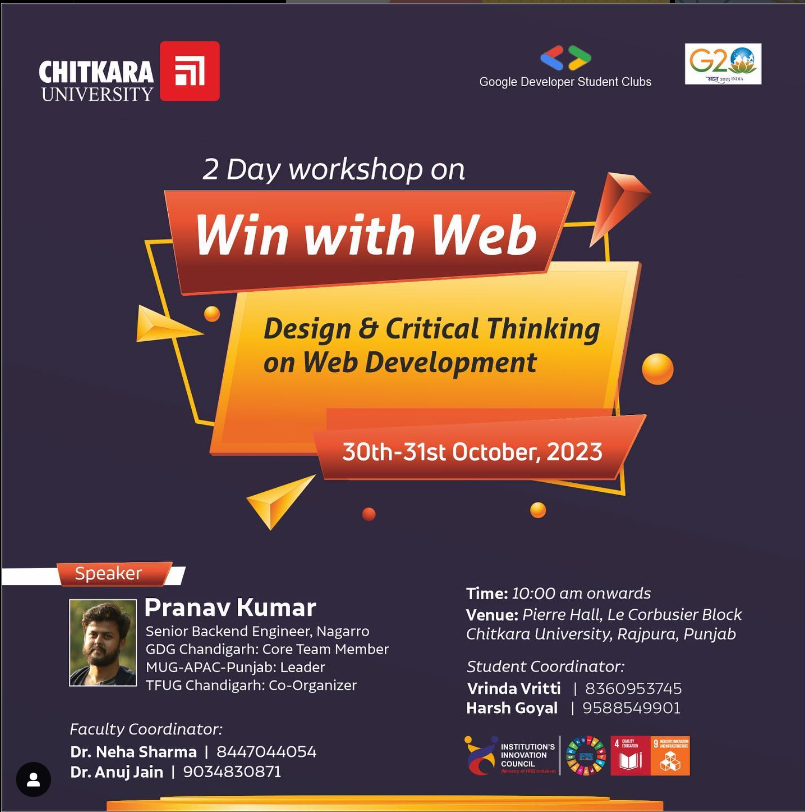 CHITKARA
UNIVERSITY
Google Developer Student Clubs
G20
2 Day workshop on
Win with Web
Design & Critical Thinking
on Web Development
30th-31st October, 2023
Speaker
Pranav Kumar
Senior Backend Engineer, Nagarro
GDG Chandigarh: Core Team Member
MUG-APAC-Punjab: Leader
TFUG Chandigarh: Co-Organizer
Faculty Coordinator:
Dr. Neha Sharma | 8447044054
Dr. Anuj Jain | 9034830871
Time: 10:00 am onwards
Venue: Pierre Hall, Le Corbusier Block
Chitkara University, Rajpura, Punjab
Student Coordinator:
Vrinda Vritti | 8360953745
Harsh Goyal | 9588549901
INSTITUTION'S
INNOVATION
COUNCIL
4 QUALITY
EDUCATION
9